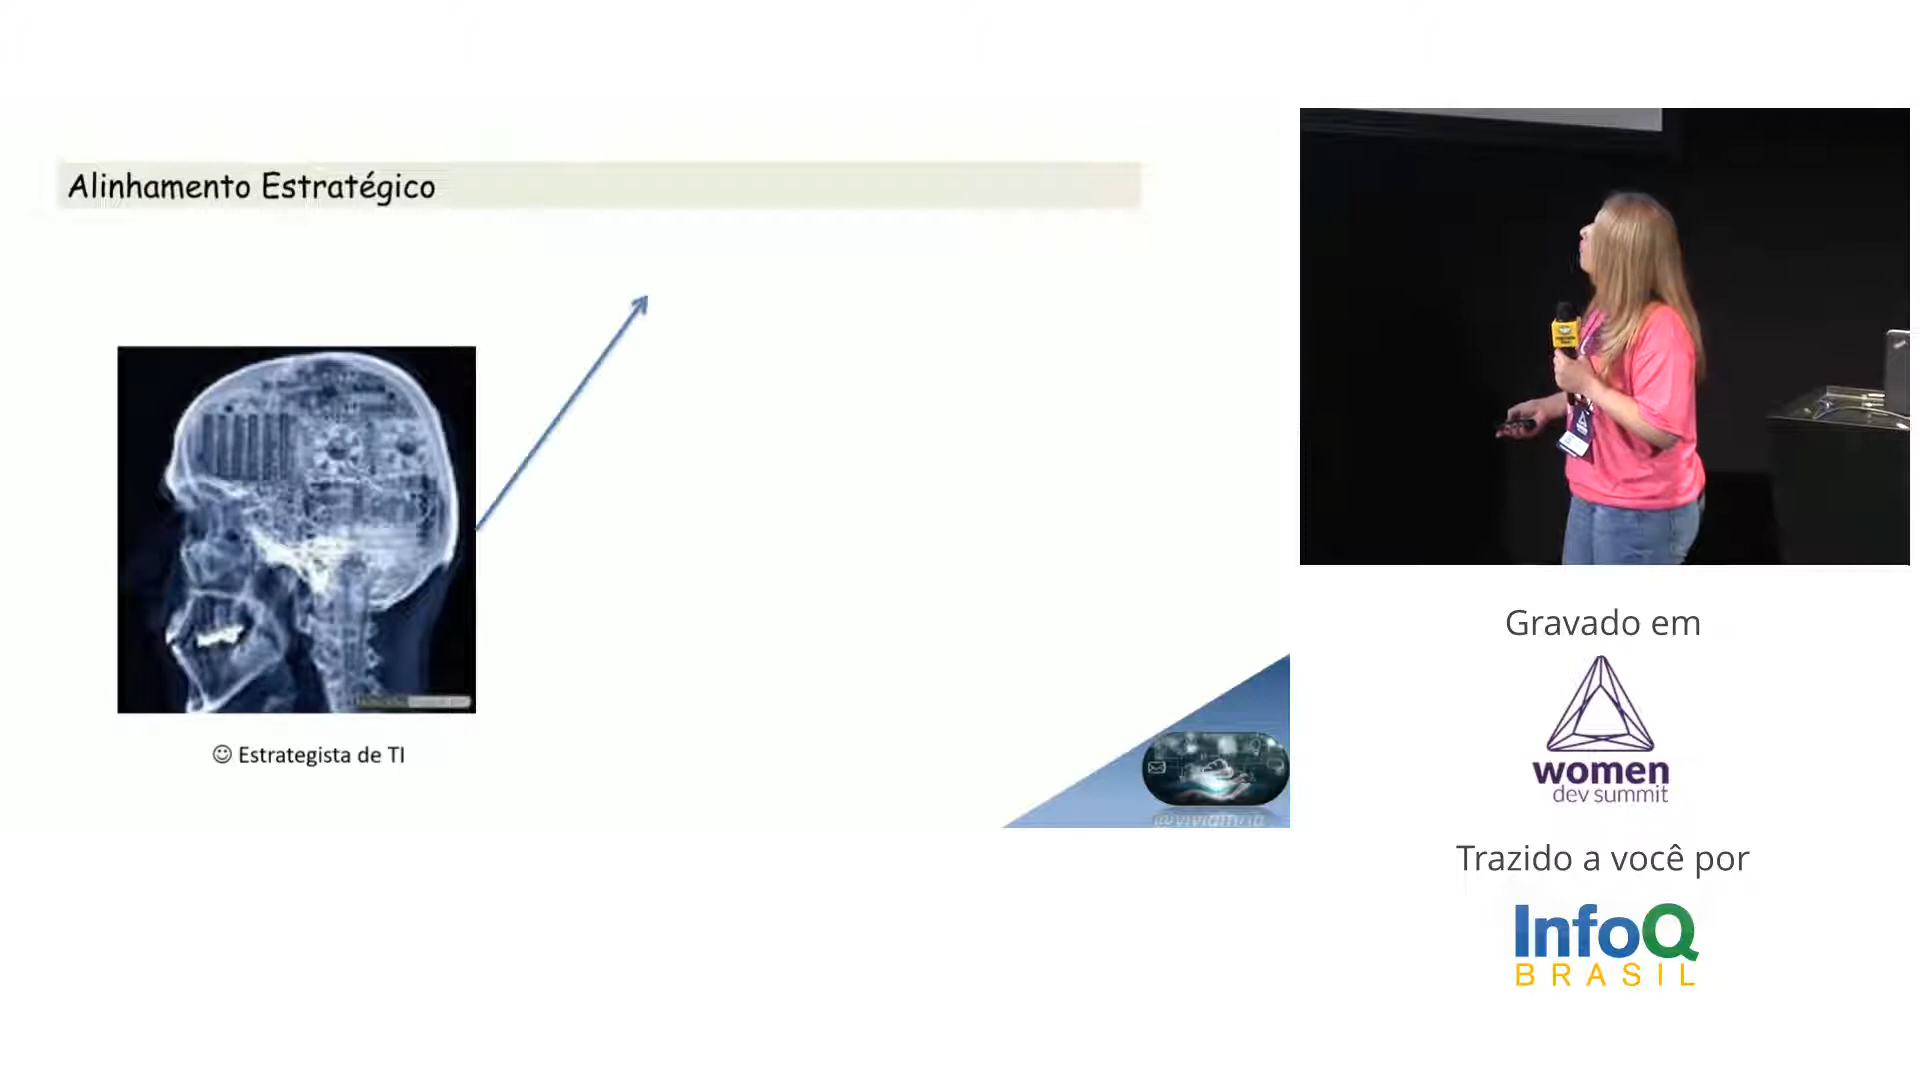 Alinhamento Estratégico
☺ Estrategista de TI
Gravado em
women
dev summit
Trazido a você por
InfoQ
BRASIL